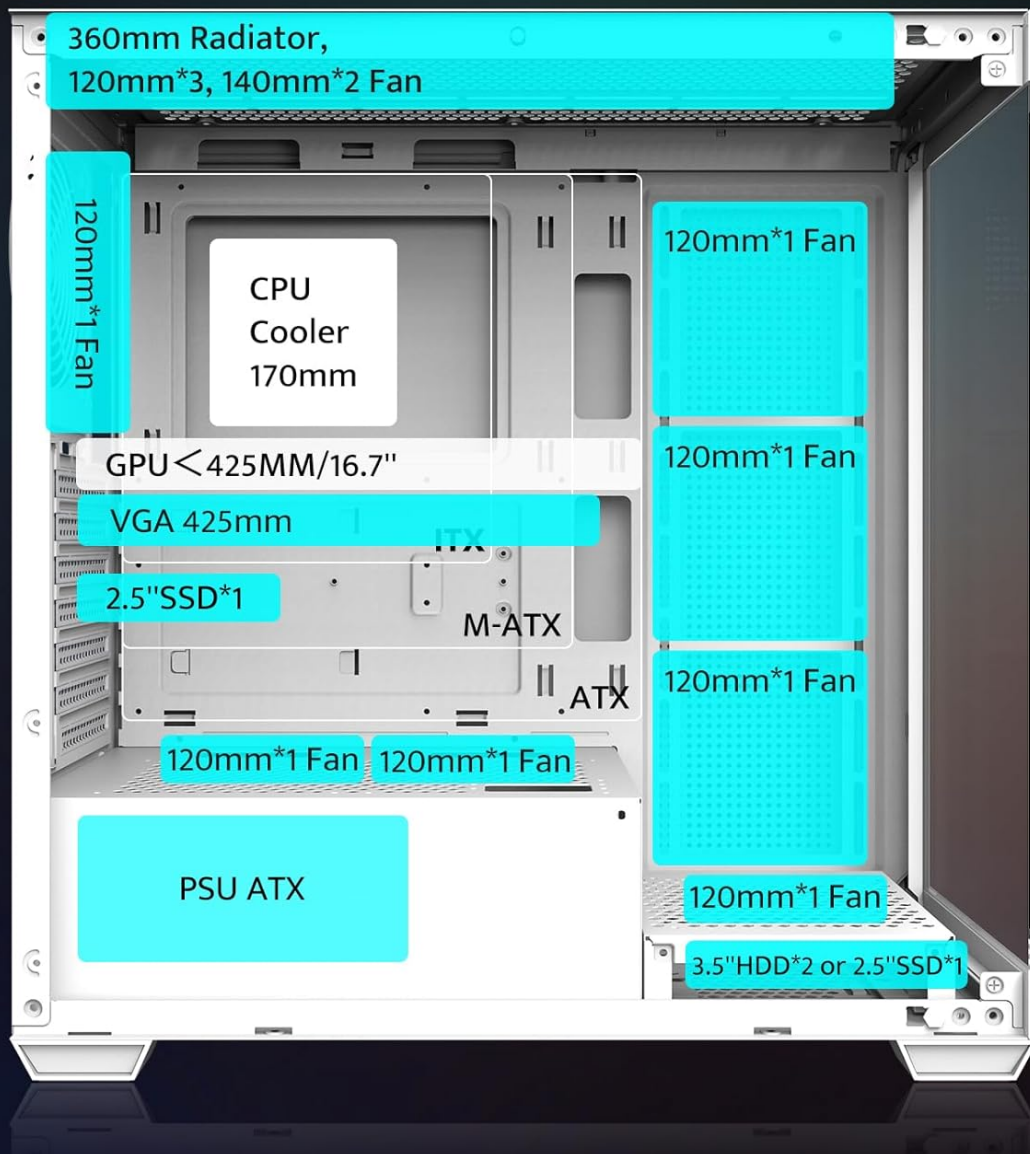 360mm Radiator,
120mm*3, 140mm*2 Fan
120mm*1 Fan
CPU
Cooler
170mm
120mm*1 Fan
GPU＜425MM/16.7''
120mm*1 Fan
VGA 425mm
ITX
2.5''SSD*1
M-ATX
ATX
120mm*1 Fan
120mm*1 Fan
120mm*1 Fan
PSU ATX
120mm*1 Fan
3.5''HDD*2 or 2.5''SSD*1